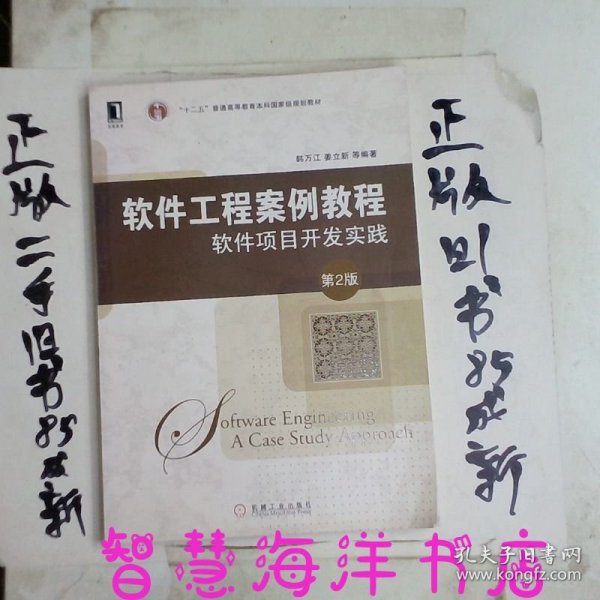 "十二五"普通高等教育本科国家级规划教材
韩万江 姜立新 等编著
软件工程案例教程
软件项目开发实践
第2版
Software Engineering
A Case Study Approach
机械工业出版社
China Machine Press
正版二手旧书85成新
正版旧书85成新
智慧海洋书店
孔夫子旧书网
www.kongfz.com